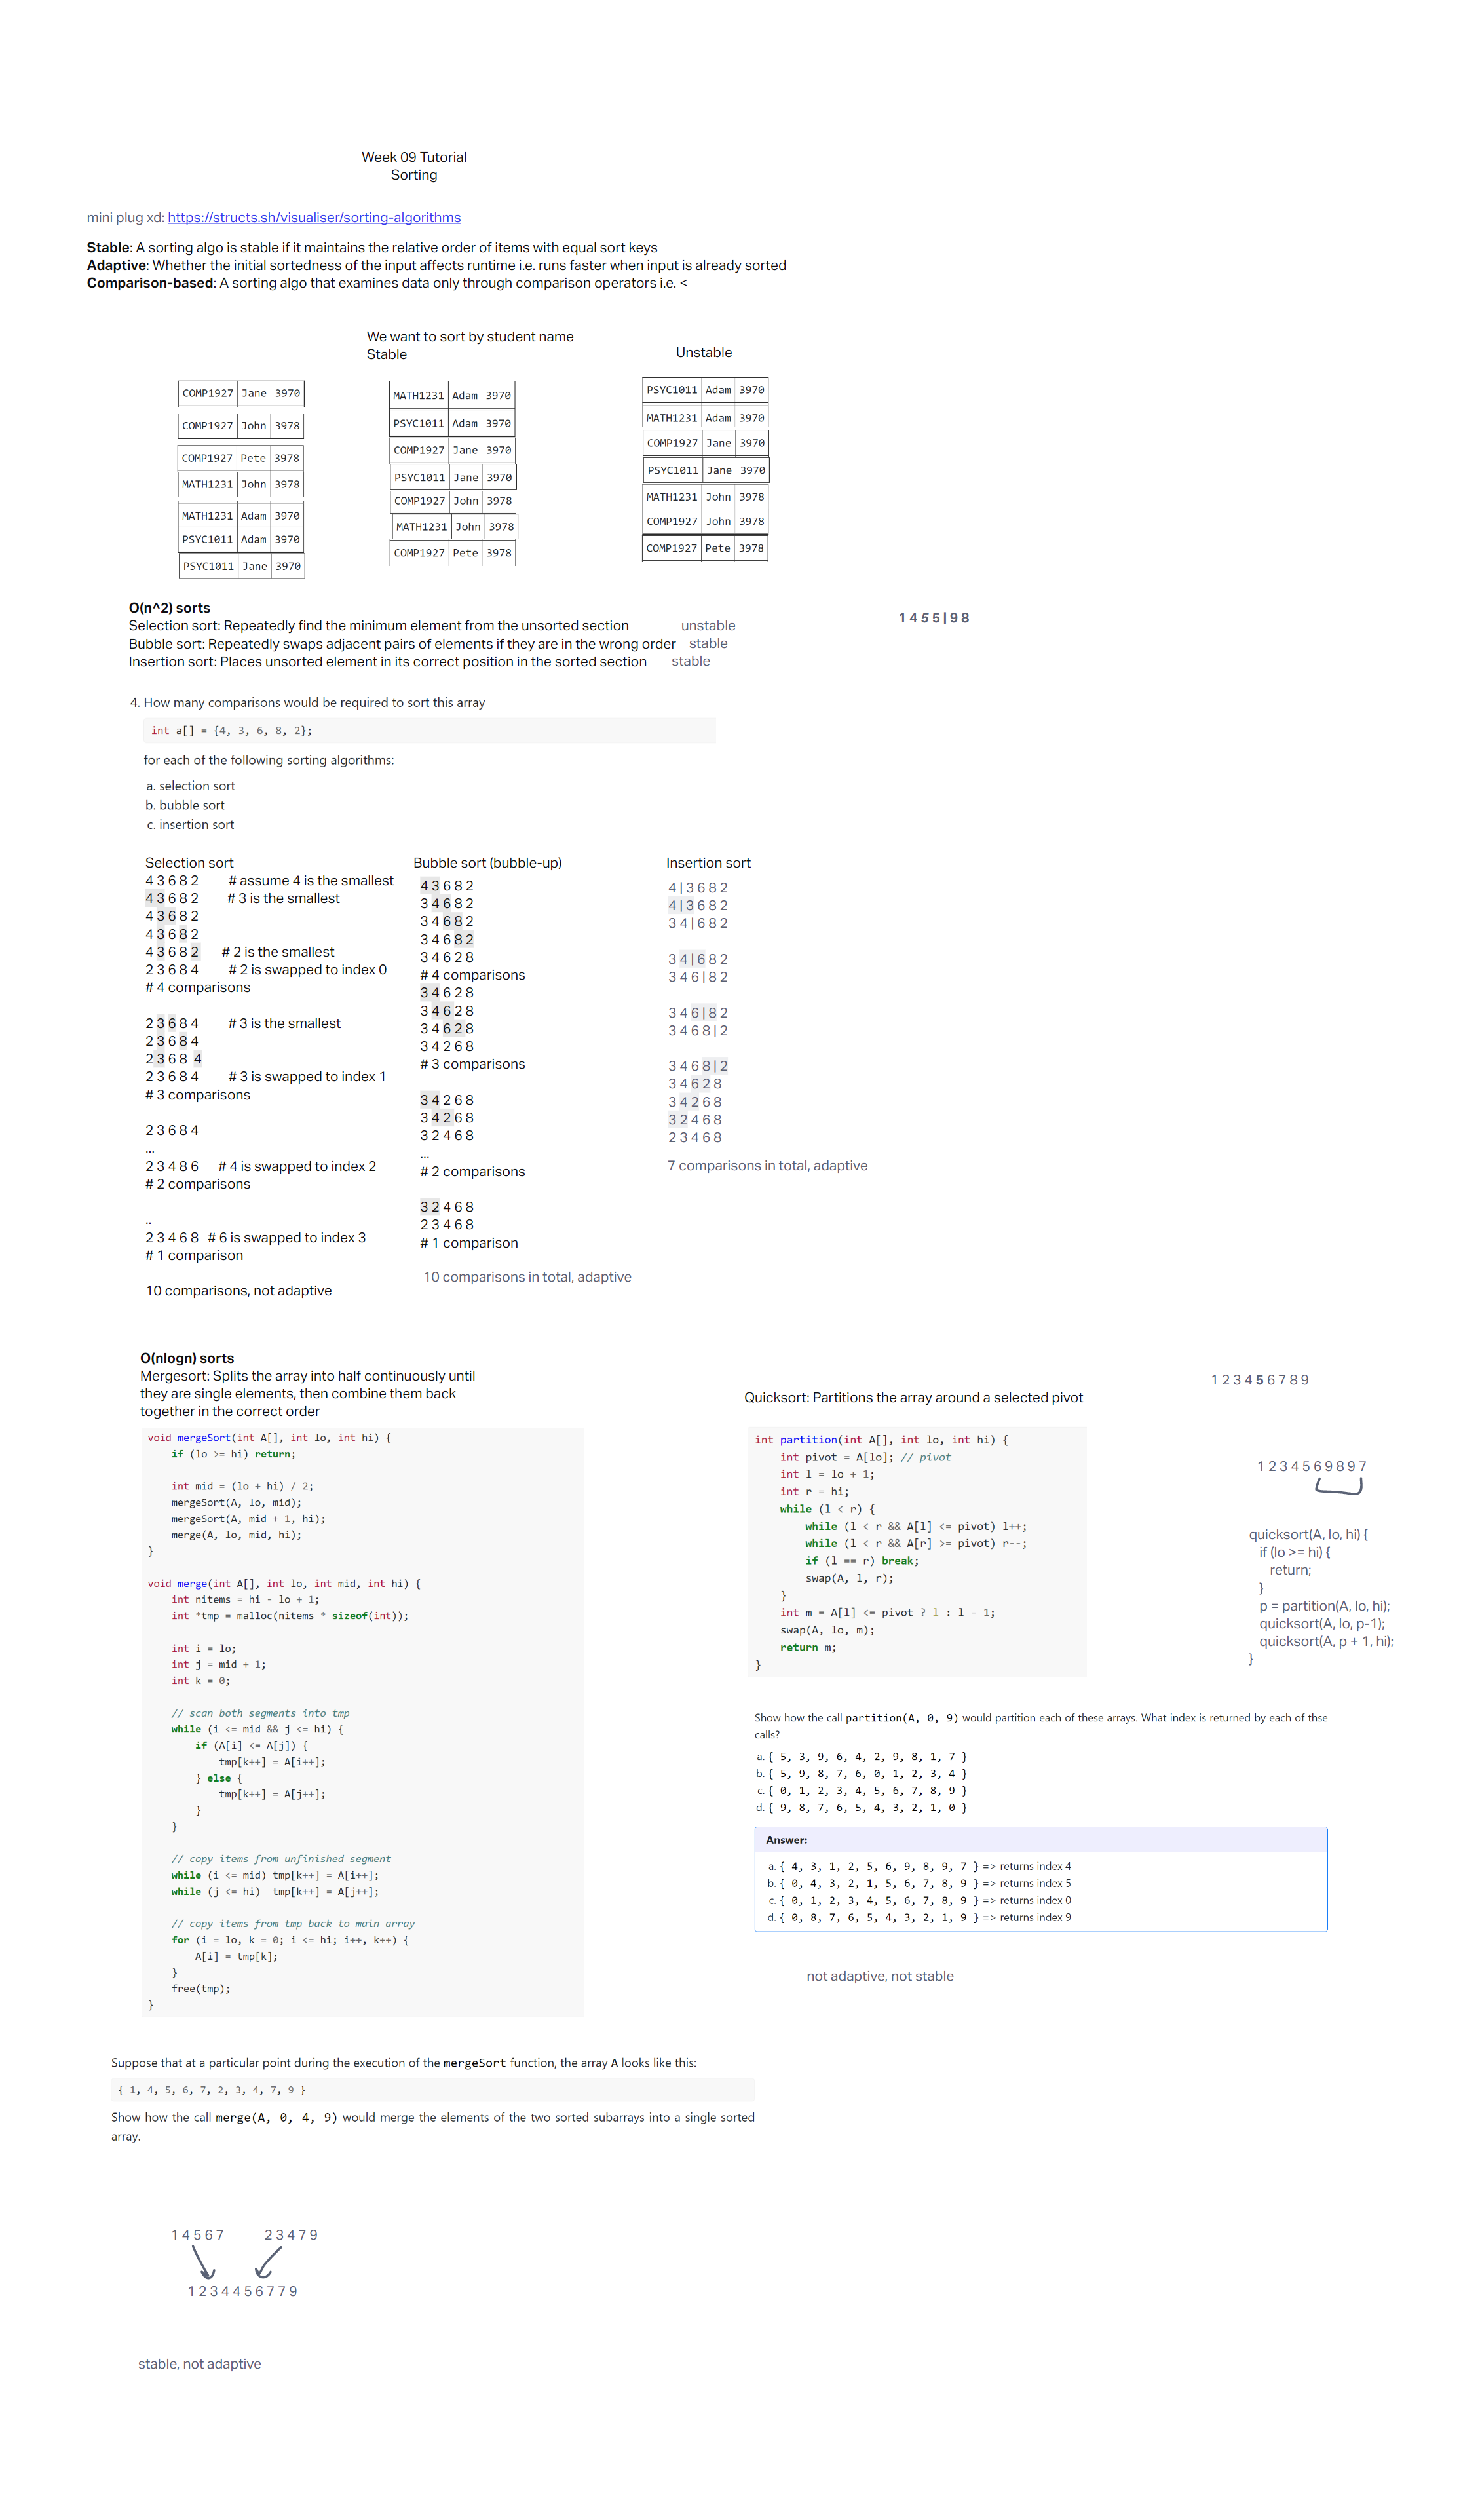 Week 09 Tutorial
Sorting
mini plug xd: https://structs.sh/visualiser/sorting-algorithms
Stable: A sorting algo is stable if it maintains the relative order of items with equal sort keys
Adaptive: Whether the initial sortedness of the input affects runtime i.e. runs faster when input is already sorted
Comparison-based: A sorting algo that examines data only through comparison operators i.e. <
We want to sort by student name
Stable
Unstable
COMP1927 Jane 3970
COMP1927 John 3978
COMP1927 Pete 3978
MATH1231 John 3978
MATH1231 Adam 3970
PSYC1011 Adam 3970
PSYC1011 Jane 3970
MATH1231 Adam 3970
PSYC1011 Adam 3970
COMP1927 Jane 3970
PSYC1011 Jane 3970
COMP1927 John 3978
MATH1231 John 3978
COMP1927 Pete 3978
PSYC1011 Adam 3970
MATH1231 Adam 3970
COMP1927 Jane 3970
PSYC1011 Jane 3970
MATH1231 John 3978
COMP1927 John 3978
COMP1927 Pete 3978
O(n^2) sorts
Selection sort: Repeatedly find the minimum element from the unsorted section unstable
Bubble sort: Repeatedly swaps adjacent pairs of elements if they are in the wrong order stable
Insertion sort: Places unsorted element in its correct position in the sorted section stable
1 4 5 5 | 9 8
4. How many comparisons would be required to sort this array
int a[] = {4, 3, 6, 8, 2};
for each of the following sorting algorithms:
a. selection sort
b. bubble sort
c. insertion sort
Selection sort
4 3 6 8 2 # assume 4 is the smallest
4 3 6 8 2 # 3 is the smallest
4 3 6 8 2
4 3 6 8 2
4 3 6 8 2 # 2 is the smallest
2 3 6 8 4 # 2 is swapped to index 0
# 4 comparisons
2 3 6 8 4 # 3 is the smallest
2 3 6 8 4
2 3 6 8 4
2 3 6 8 4 # 3 is swapped to index 1
# 3 comparisons
2 3 6 8 4
...
2 3 4 8 6 # 4 is swapped to index 2
# 2 comparisons
..
2 3 4 6 8 # 6 is swapped to index 3
# 1 comparison
10 comparisons, not adaptive
Bubble sort (bubble-up)
4 3 6 8 2
3 4 6 8 2
3 4 6 8 2
3 4 6 8 2
3 4 6 2 8
# 4 comparisons
3 4 6 2 8
3 4 6 2 8
3 4 6 2 8
3 4 2 6 8
# 3 comparisons
3 4 2 6 8
3 4 2 6 8
3 2 4 6 8
...
# 2 comparisons
3 2 4 6 8
2 3 4 6 8
# 1 comparison
10 comparisons in total, adaptive
Insertion sort
4 | 3 6 8 2
4 | 3 6 8 2
3 4 | 6 8 2
3 4 | 6 8 2
3 4 6 | 8 2
3 4 6 | 8 2
3 4 6 8 | 2
3 4 6 8 | 2
3 4 6 2 8
3 4 2 6 8
3 2 4 6 8
2 3 4 6 8
7 comparisons in total, adaptive
O(nlogn) sorts
Mergesort: Splits the array into half continuously until
they are single elements, then combine them back
together in the correct order
void mergeSort(int A[], int lo, int hi) {
if (lo >= hi) return;
int mid = (lo + hi) / 2;
mergeSort(A, lo, mid);
mergeSort(A, mid + 1, hi);
merge(A, lo, mid, hi);
}
void merge(int A[], int lo, int mid, int hi) {
int nitems = hi - lo + 1;
int *tmp = malloc(nitems * sizeof(int));
int i = lo;
int j = mid + 1;
int k = 0;
// scan both segments into tmp
while (i <= mid && j <= hi) {
if (A[i] <= A[j]) {
tmp[k++] = A[i++];
} else {
tmp[k++] = A[j++];
}
}
// copy items from unfinished segment
while (i <= mid) tmp[k++] = A[i++];
while (j <= hi) tmp[k++] = A[j++];
// copy items from tmp back to main array
for (i = lo, k = 0; i <= hi; i++, k++) {
A[i] = tmp[k];
}
free(tmp);
}
Quicksort: Partitions the array around a selected pivot
1 2 3 4 5 6 7 8 9
int partition(int A[], int lo, int hi) {
int pivot = A[lo]; // pivot
int l = lo + 1;
int r = hi;
while (l < r) {
while (l < r && A[l] <= pivot) l++;
while (l < r && A[r] >= pivot) r--;
if (l == r) break;
swap(A, l, r);
}
int m = A[l] <= pivot ? l : l - 1;
swap(A, lo, m);
return m;
}
1 2 3 4 5 6 9 8 9 7
quicksort(A, lo, hi) {
if (lo >= hi) {
return;
}
p = partition(A, lo, hi);
quicksort(A, lo, p-1);
quicksort(A, p + 1, hi);
}
Show how the call partition(A, 0, 9) would partition each of these arrays. What index is returned by each of thse
calls?
a. { 5, 3, 9, 6, 4, 2, 9, 8, 1, 7 }
b. { 5, 9, 8, 7, 6, 0, 1, 2, 3, 4 }
c. { 0, 1, 2, 3, 4, 5, 6, 7, 8, 9 }
d. { 9, 8, 7, 6, 5, 4, 3, 2, 1, 0 }
Answer:
a. { 4, 3, 1, 2, 5, 6, 9, 8, 9, 7 } => returns index 4
b. { 0, 4, 3, 2, 1, 5, 6, 7, 8, 9 } => returns index 5
c. { 0, 1, 2, 3, 4, 5, 6, 7, 8, 9 } => returns index 0
d. { 0, 8, 7, 6, 5, 4, 3, 2, 1, 9 } => returns index 9
not adaptive, not stable
Suppose that at a particular point during the execution of the mergeSort function, the array A looks like this:
{ 1, 4, 5, 6, 7, 2, 3, 4, 7, 9 }
Show how the call merge(A, 0, 4, 9) would merge the elements of the two sorted subarrays into a single sorted
array.
1 4 5 6 7 2 3 4 7 9
1 2 3 4 4 5 6 7 7 9
stable, not adaptive